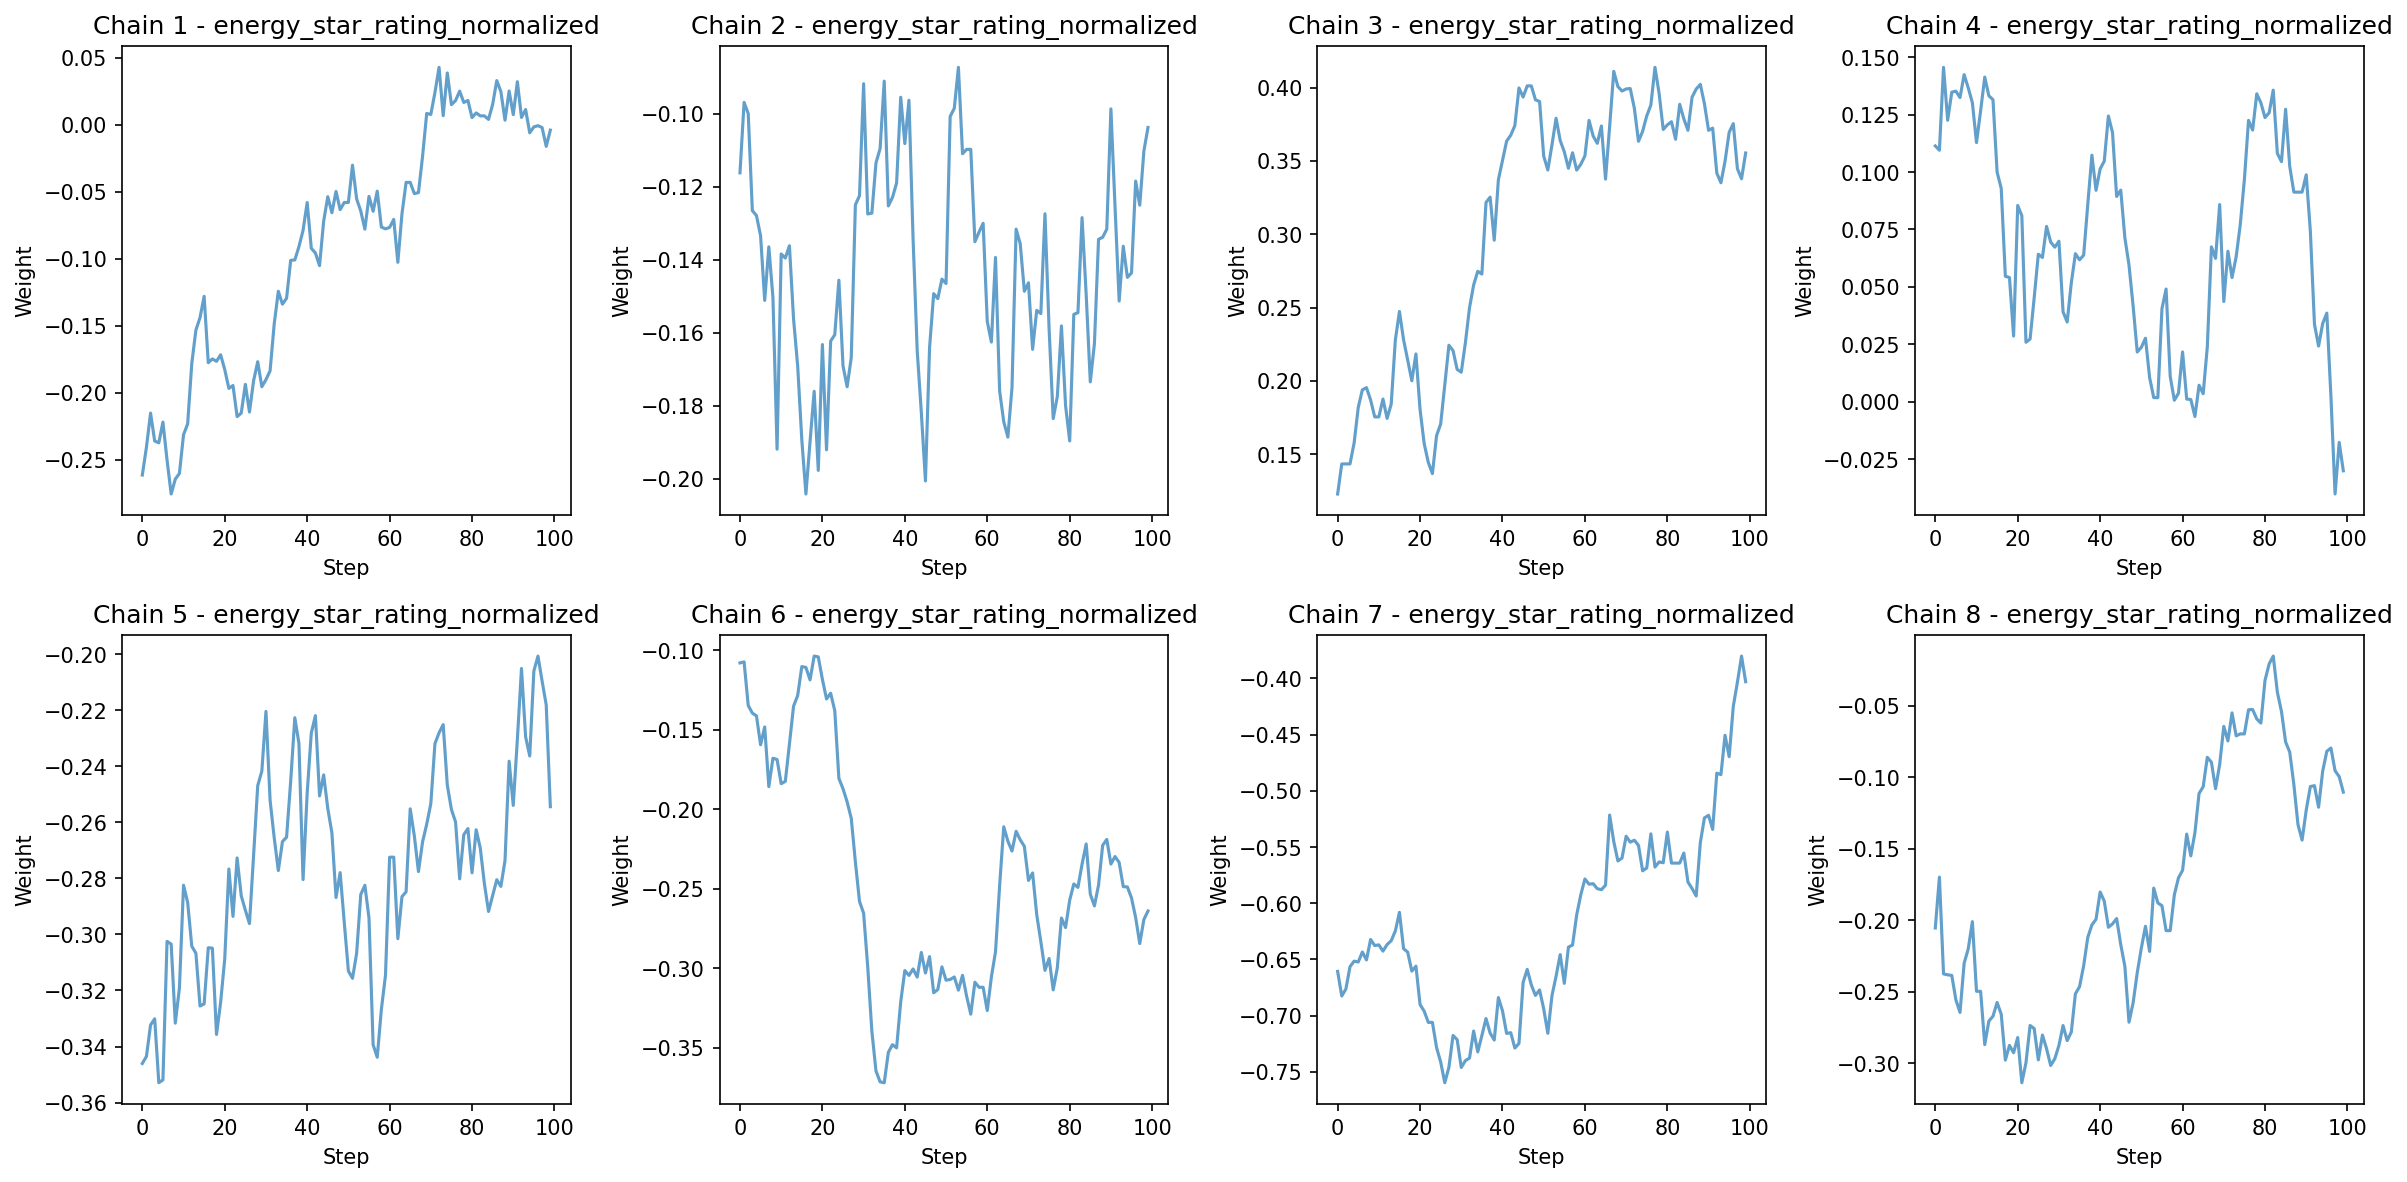 Chain 1 - energy_star_rating_normalized
Weight
0.05
0.00
−0.05
−0.10
−0.15
−0.20
−0.25
0 20 40 60 80 100
Step
Chain 2 - energy_star_rating_normalized
Weight
−0.10
−0.12
−0.14
−0.16
−0.18
−0.20
0 20 40 60 80 100
Step
Chain 3 - energy_star_rating_normalized
Weight
0.40
0.35
0.30
0.25
0.20
0.15
0 20 40 60 80 100
Step
Chain 4 - energy_star_rating_normalized
Weight
0.150
0.125
0.100
0.075
0.050
0.025
0.000
−0.025
0 20 40 60 80 100
Step
Chain 5 - energy_star_rating_normalized
Weight
−0.20
−0.22
−0.24
−0.26
−0.28
−0.30
−0.32
−0.34
−0.36
0 20 40 60 80 100
Step
Chain 6 - energy_star_rating_normalized
Weight
−0.10
−0.15
−0.20
−0.25
−0.30
−0.35
0 20 40 60 80 100
Step
Chain 7 - energy_star_rating_normalized
Weight
−0.40
−0.45
−0.50
−0.55
−0.60
−0.65
−0.70
−0.75
0 20 40 60 80 100
Step
Chain 8 - energy_star_rating_normalized
Weight
−0.05
−0.10
−0.15
−0.20
−0.25
−0.30
0 20 40 60 80 100
Step